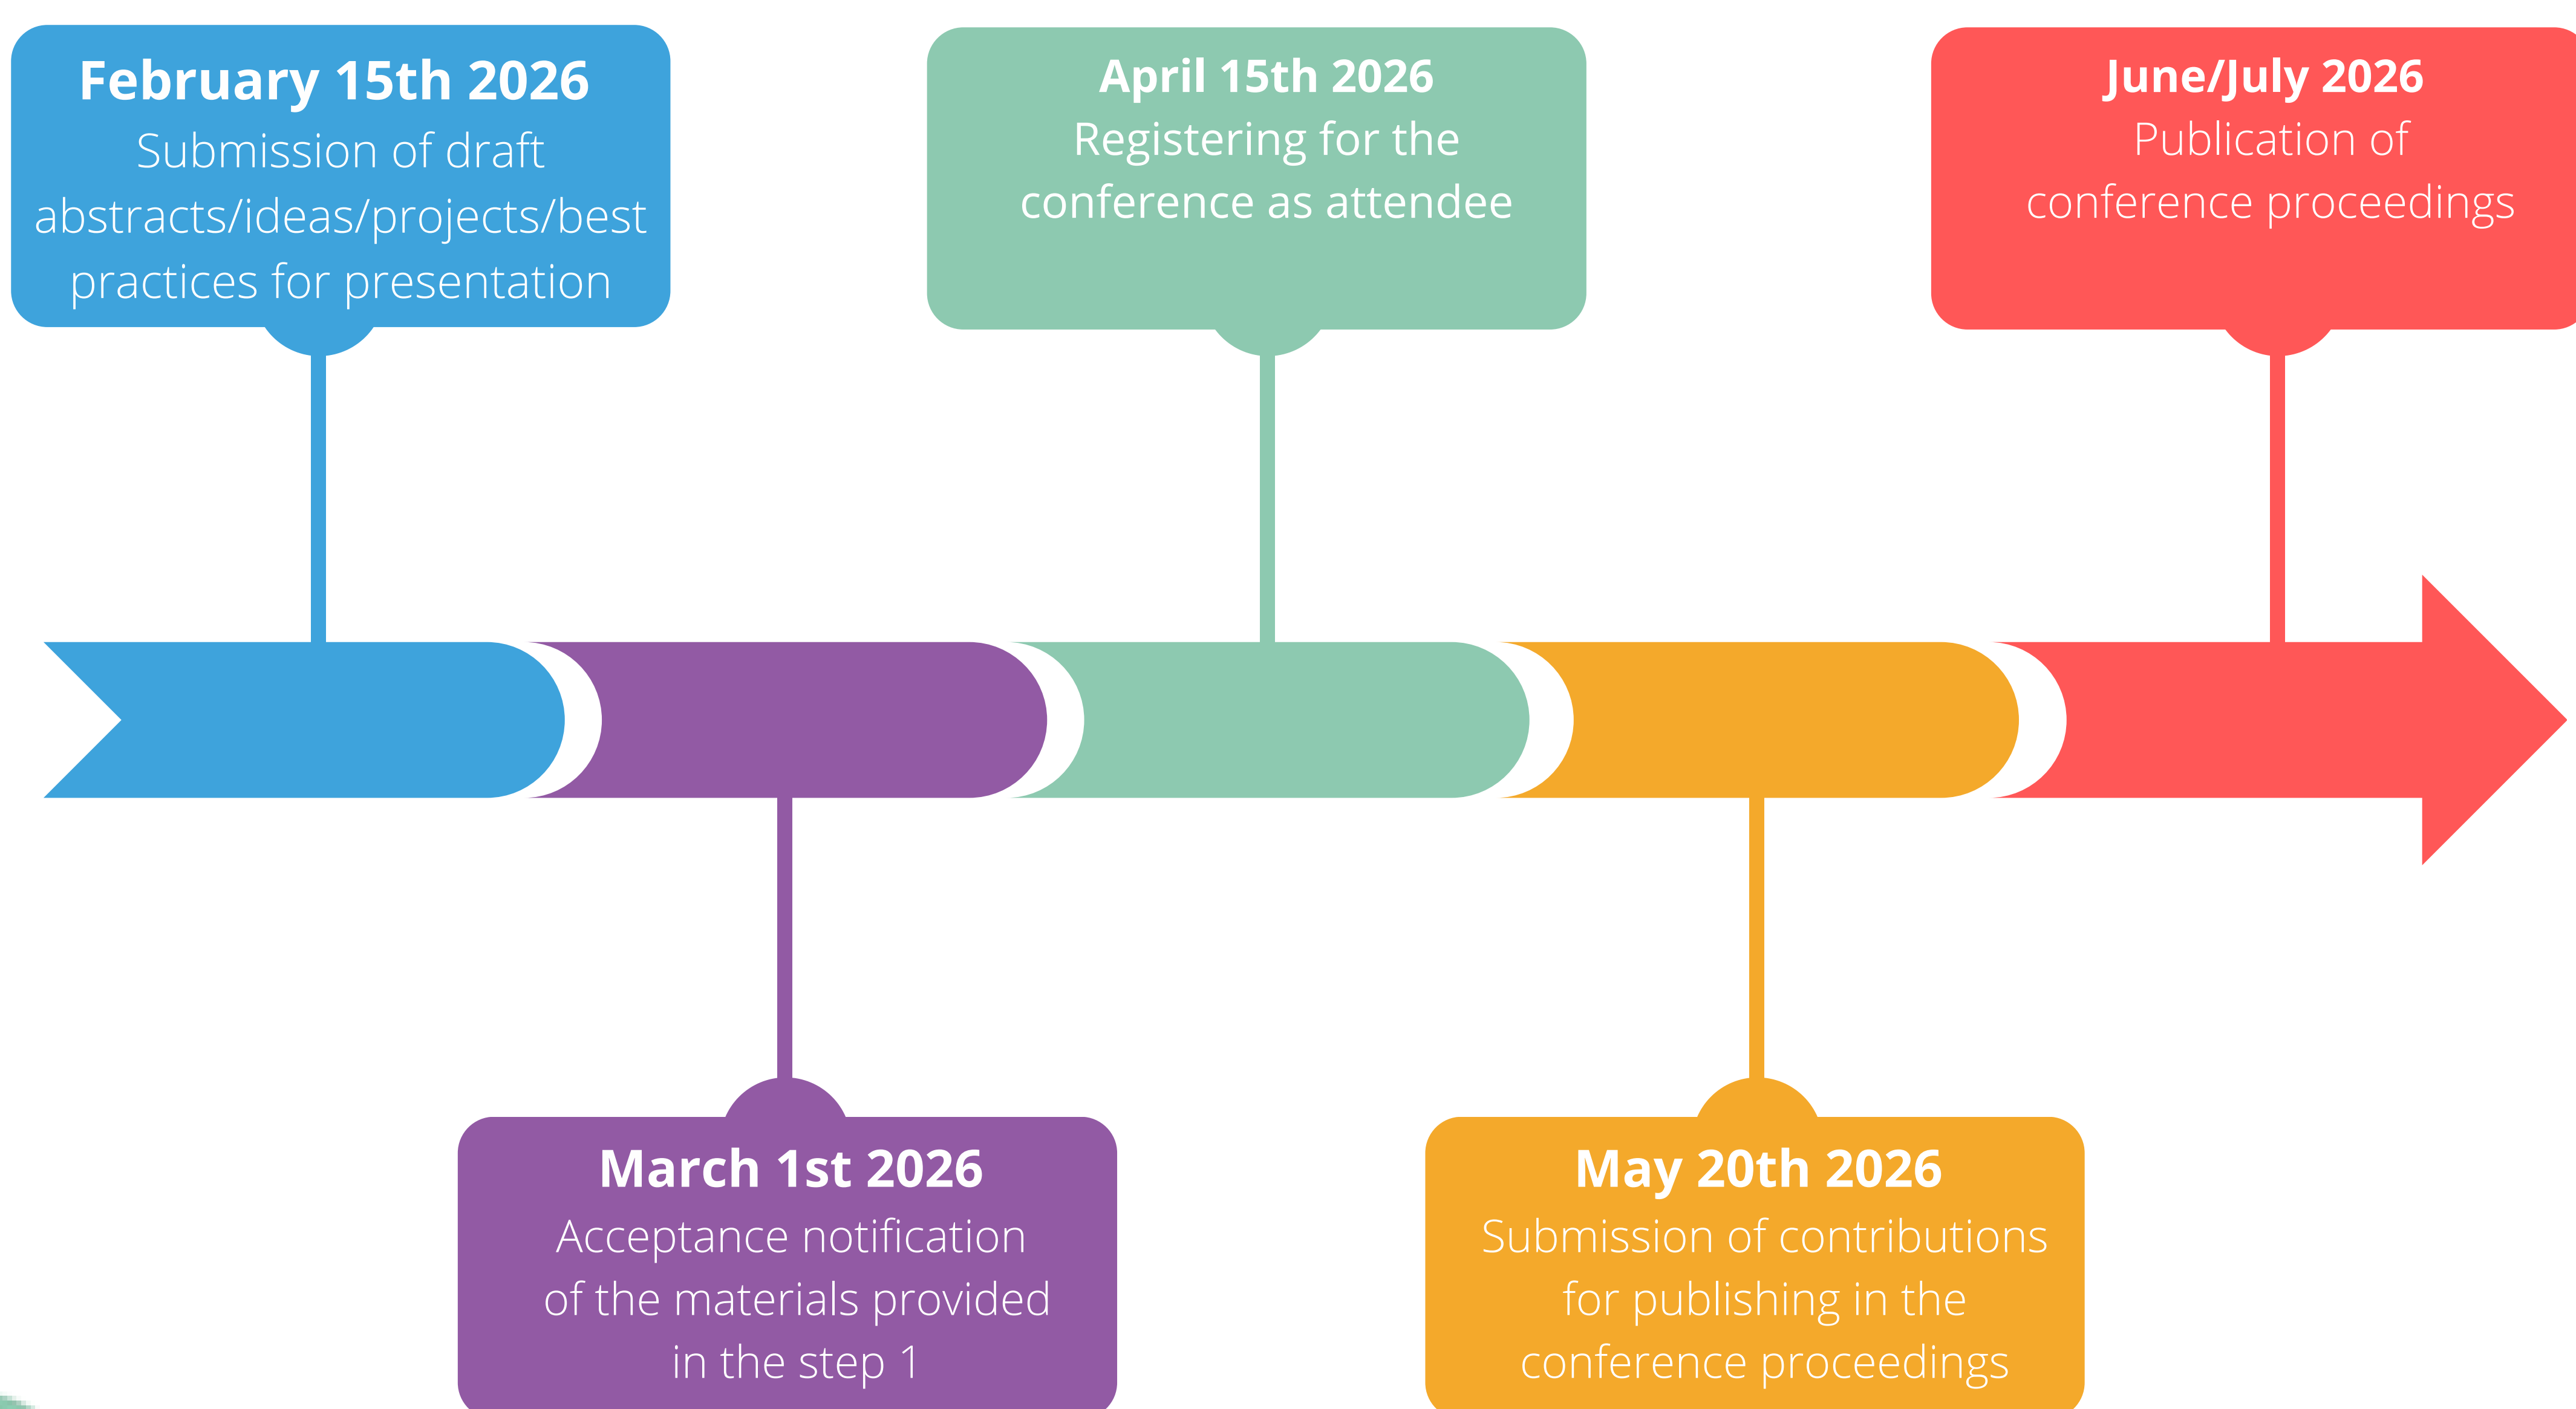 February 15th 2026
Submission of draft
abstracts/ideas/projects/best
practices for presentation
March 1st 2026
Acceptance notification
of the materials provided
in the step 1
April 15th 2026
Registering for the
conference as attendee
May 20th 2026
Submission of contributions
for publishing in the
conference proceedings
June/July 2026
Publication of
conference proceedings